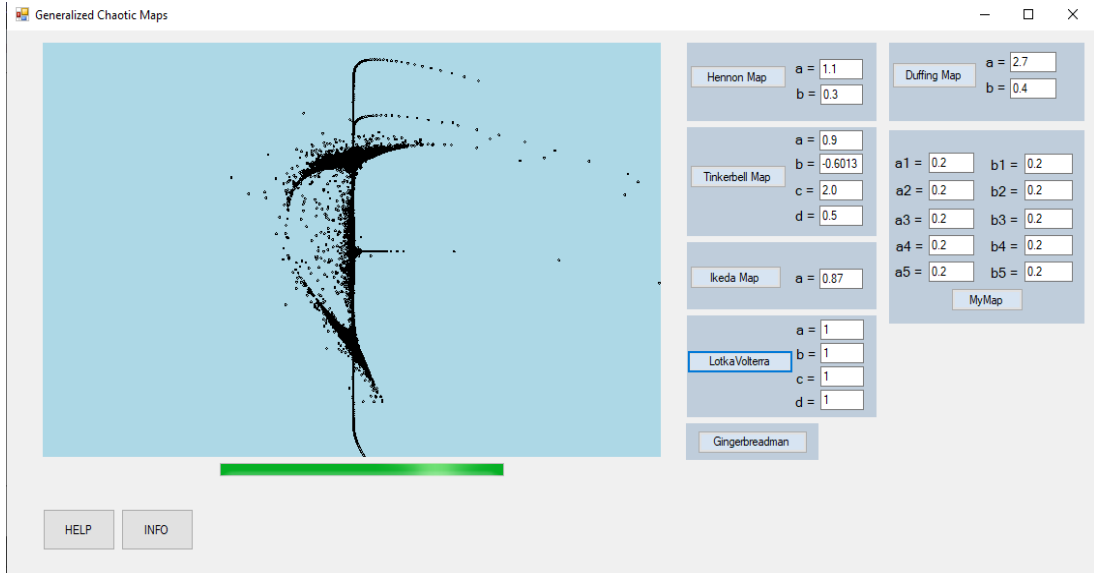 Generalized Chaotic Maps
Hennon Map
a = 1.1
b = 0.3
Tinkerbell Map
a = 0.9
b = -0.6013
c = 2.0
d = 0.5
Ikeda Map
a = 0.87
LotkaVolterra
a = 1
b = 1
c = 1
d = 1
Gingerbreadman
Duffing Map
a = 2.7
b = 0.4
a1 = 0.2 b1 = 0.2
a2 = 0.2 b2 = 0.2
a3 = 0.2 b3 = 0.2
a4 = 0.2 b4 = 0.2
a5 = 0.2 b5 = 0.2
MyMap
HELP INFO